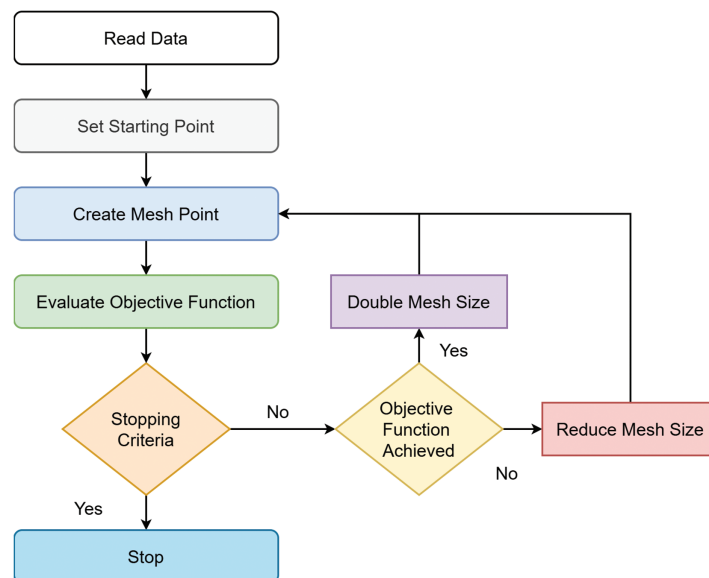 Read Data
Set Starting Point
Create Mesh Point
Evaluate Objective Function
Double Mesh Size
Yes
Stopping
Criteria
No
Objective
Function
Achieved
No
Reduce Mesh Size
Yes
Stop